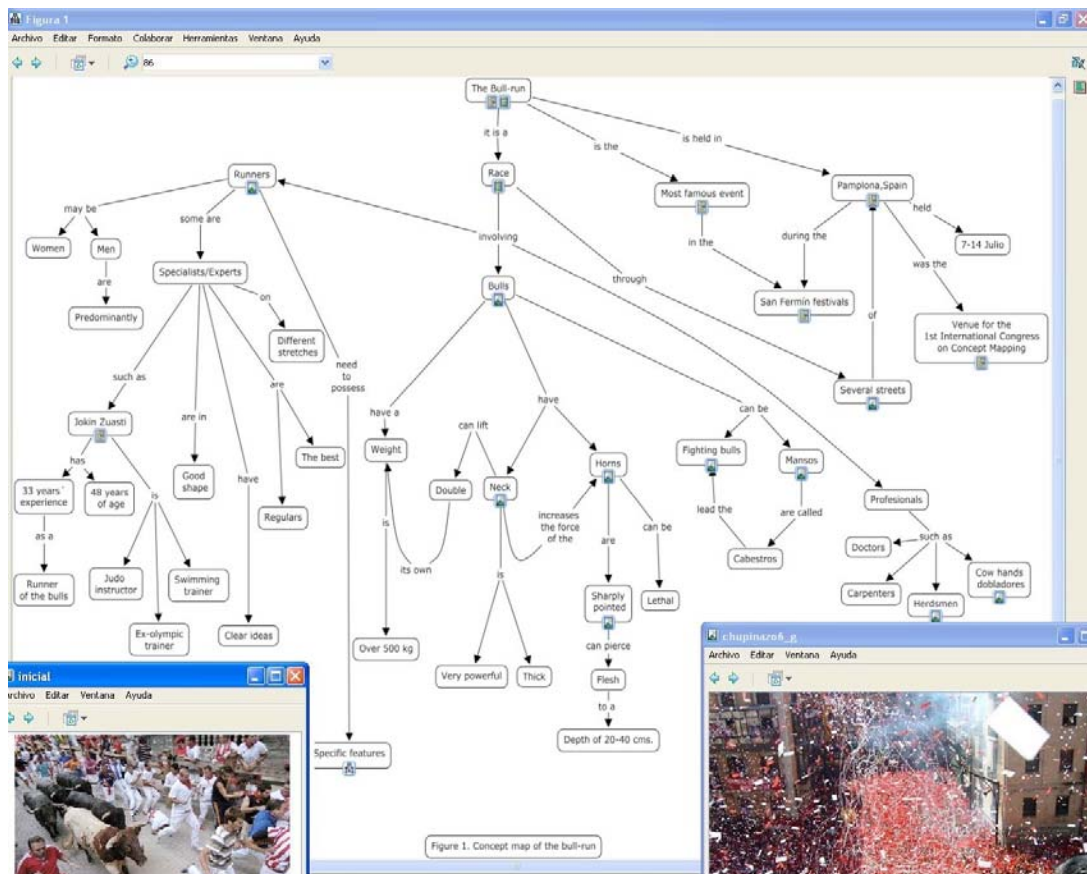 Figura 1
Archivo Editar Formato Colaborar Herramientas Ventana Ayuda
86
The Bull-run
it is a
is the
is held in
Runners
Race
Most famous event
Pamplona,Spain
may be
some are
involving
in the
during the
held
Women
Men
7-14 Julio
are
Specialists/Experts
on
through
was the
Bulls
San Fermín festivals
Predominantly
Different
stretches
of
Venue for the
1st International Congress
on Concept Mapping
such as
are
need
to
possess
Several streets
are in
have a
have
can be
Jokin Zuasti
can lift
has
The best
Weight
Fighting bulls
Mansos
33 years´
experience
48 years
of age
is
Good
shape
have
Double
Neck
Horns
Profesionals
Regulars
increases
the force
of the
lead the
are called
as a
is
can be
such as
are
Doctors
its own
Cabestros
Runner
of the bulls
Judo
instructor
Swimming
trainer
is
Cow hands
dobladores
Carpenters
Sharply
pointed
Lethal
Herdsmen
Ex-olympic
trainer
Clear ideas
Over 500 kg
can pierce
Very powerful
Thick
Flesh
to a
Depth of 20-40 cms.
Specific features
Figure 1. Concept map of the bull-run
inicial
Archivo Editar Ventana Ayuda
chupinazo6_g
Archivo Editar Ventana Ayuda